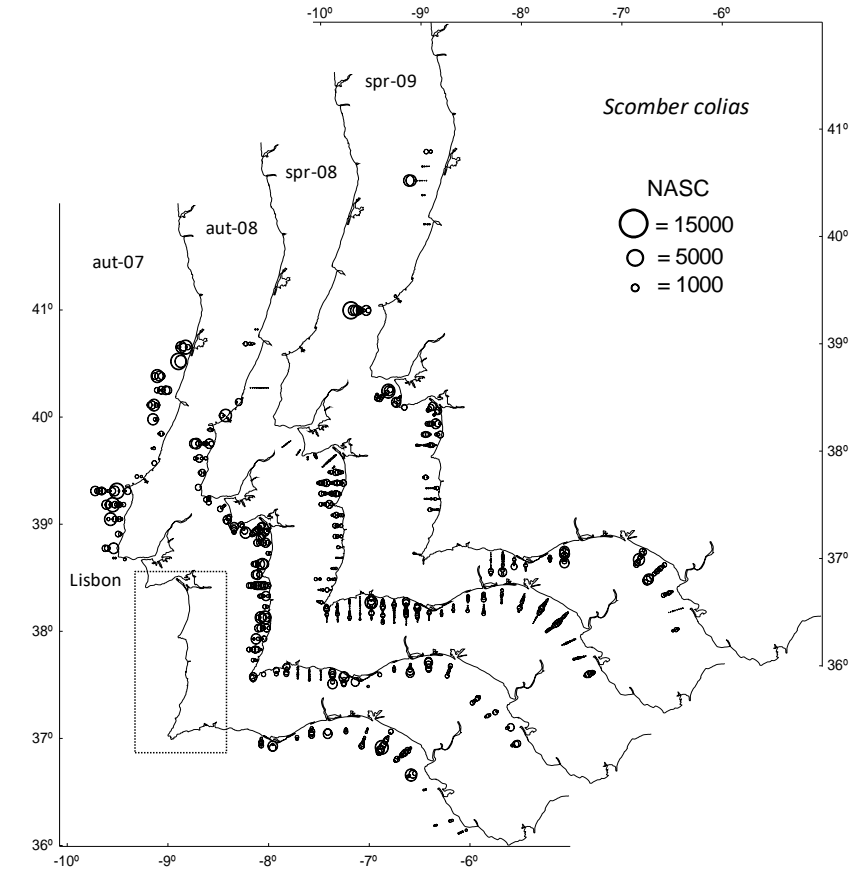 -10º -9º -8º -7º -6º
spr-09
Scomber colias
41º
spr-08
NASC
= 15000
aut-08
40º
= 5000
aut-07
= 1000
41º
39º
40º
38º
39º
37º
Lisbon
38º
36º
37º
36º
-10º -9º -8º -7º -6º